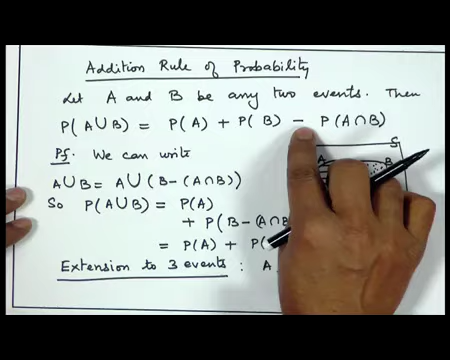 Addition Rule of Probability
Let A and B be any two events. Then
P(A∪B) = P(A) + P(B) − P(A∩B)
Pf. We can write
S
A
B
A∪B = A∪(B−(A∩B))
So P(A∪B) = P(A)
+ P(B−(A∩B
= P(A) + P(
Extension to 3 events : A